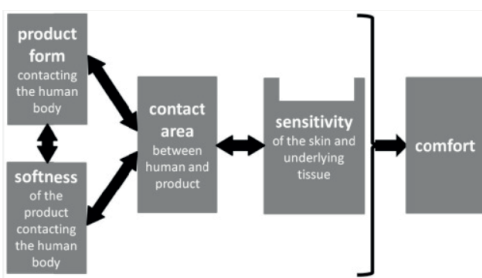 product
form
contacting
the human
body
softness
of the
product
contacting
the human
body
contact
area
between
human and
product
sensitivity
of the skin and
underlying
tissue
comfort